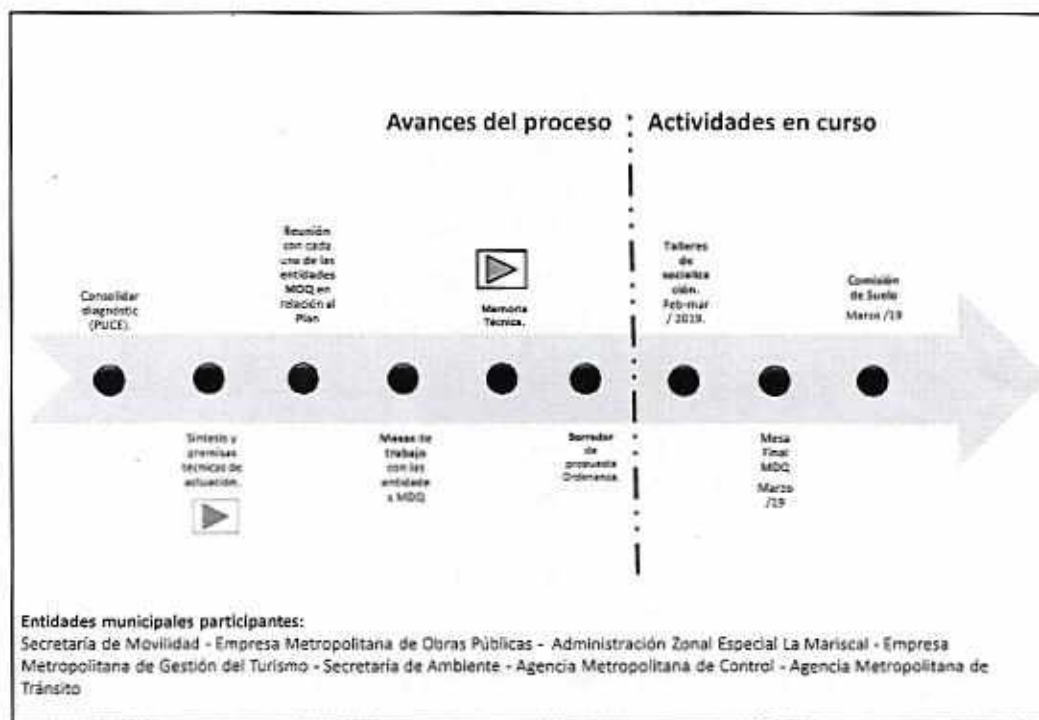 Avances del proceso
Actividades en curso
Consolidar
diagnóstic
(PUCE).
Síntesis y
premisas
técnicas de
actuación.
Reunión
con cada
una de las
entidades
MDQ en
relación al
Plan
Mesas de
trabajo
con las
entidade
s MDQ
Memoria
Técnica.
Borrador
de
propuesta
Ordenanza.
Talleres
de
socializa
ción.
Feb-mar
/ 2019.
Mesa
Final
MDQ
Marzo
/19
Comisión
de Suelo
Marzo /19
Entidades municipales participantes:
Secretaría de Movilidad - Empresa Metropolitana de Obras Públicas - Administración Zonal Especial La Mariscal - Empresa
Metropolitana de Gestión del Turismo - Secretaría de Ambiente - Agencia Metropolitana de Control - Agencia Metropolitana de
Tránsito